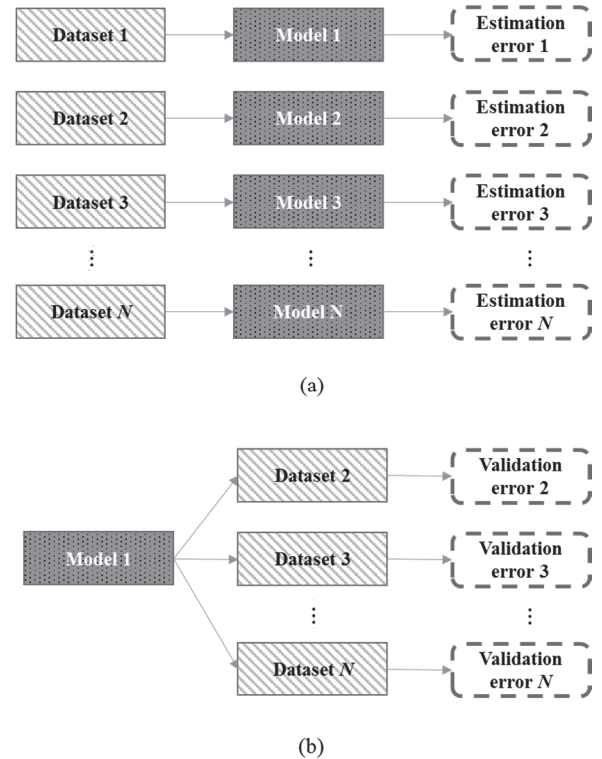 Dataset 1
Model 1
Estimation
error 1
Dataset 2
Model 2
Estimation
error 2
Dataset 3
Model 3
Estimation
error 3
Dataset N
Model N
Estimation
error N
(a)
Model 1
Dataset 2
Validation
error 2
Dataset 3
Validation
error 3
Dataset N
Validation
error N
(b)